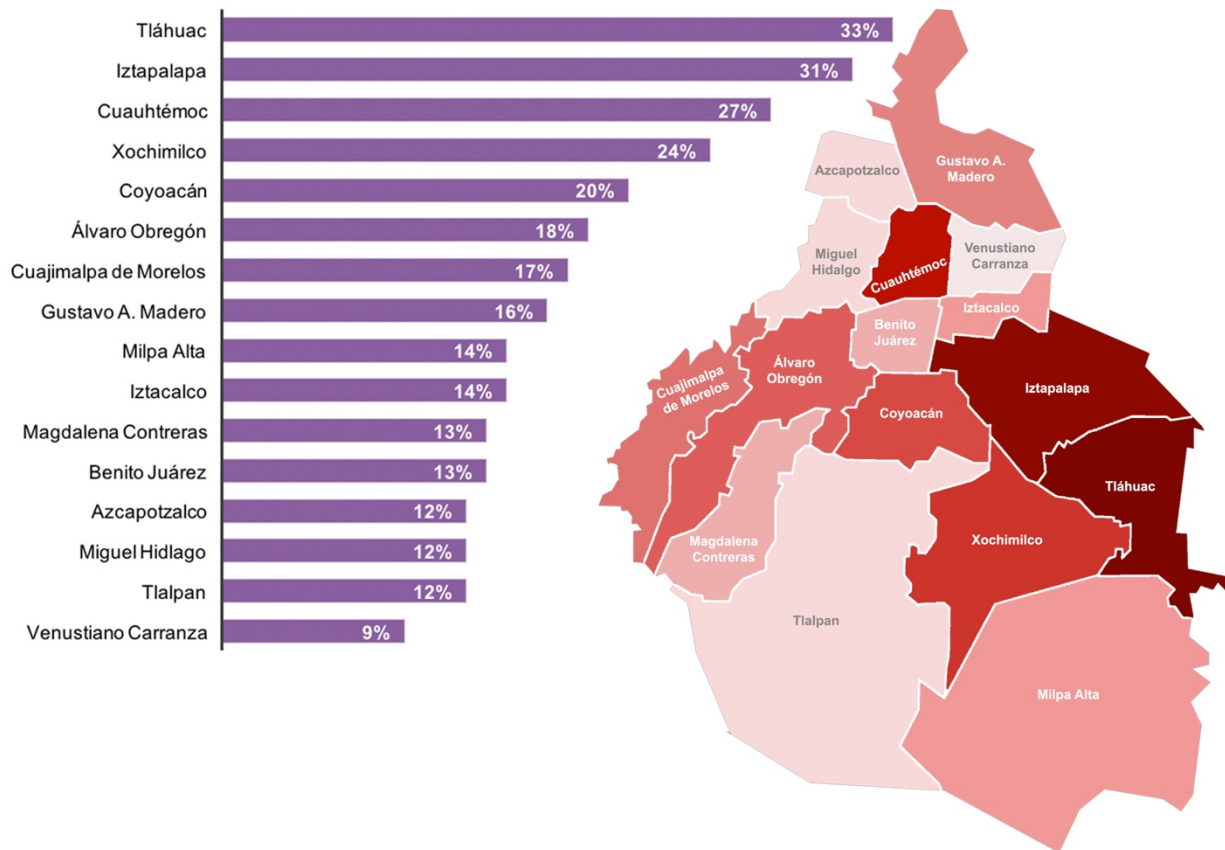 Tláhuac 33%
Iztapalapa 31%
Cuauhtémoc 27%
Xochimilco 24%
Coyoacán 20%
Álvaro Obregón 18%
Cuajimalpa de Morelos 17%
Gustavo A. Madero 16%
Milpa Alta 14%
Iztacalco 14%
Magdalena Contreras 13%
Benito Juárez 13%
Azcapotzalco 12%
Miguel Hidlago 12%
Tlalpan 12%
Venustiano Carranza 9%
Gustavo A.
Madero
Azcapotzalco
Miguel
Hidalgo
Cuauhtémoc
Venustiano
Carranza
Iztacalco
Benito
Juárez
Cuajimalpa
de Morelos
Álvaro
Obregón
Iztapalapa
Coyoacán
Tláhuac
Magdalena
Contreras
Xochimilco
Tlalpan
Milpa Alta